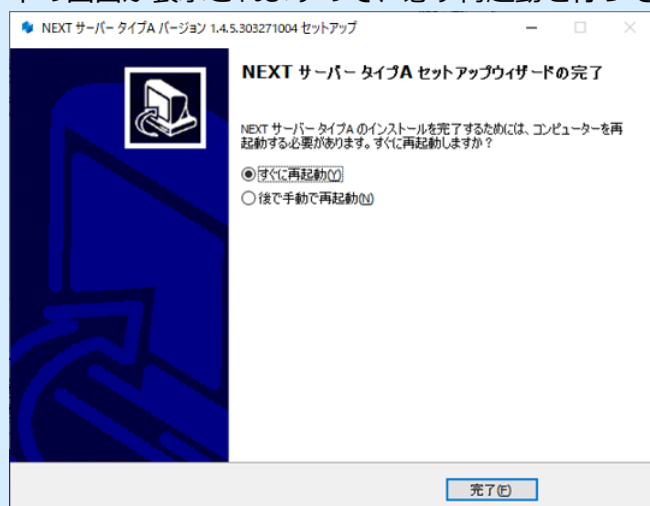 NEXT サーバー タイプA バージョン 1.4.5.303271004 セットアップ
NEXT サーバー タイプA セットアップウィザードの完了
NEXT サーバー タイプA のインストールを完了するためには、コンピューターを再
起動する必要があります。すぐに再起動しますか？
すぐに再起動(Y)
後で手動で再起動(N)
完了(F)